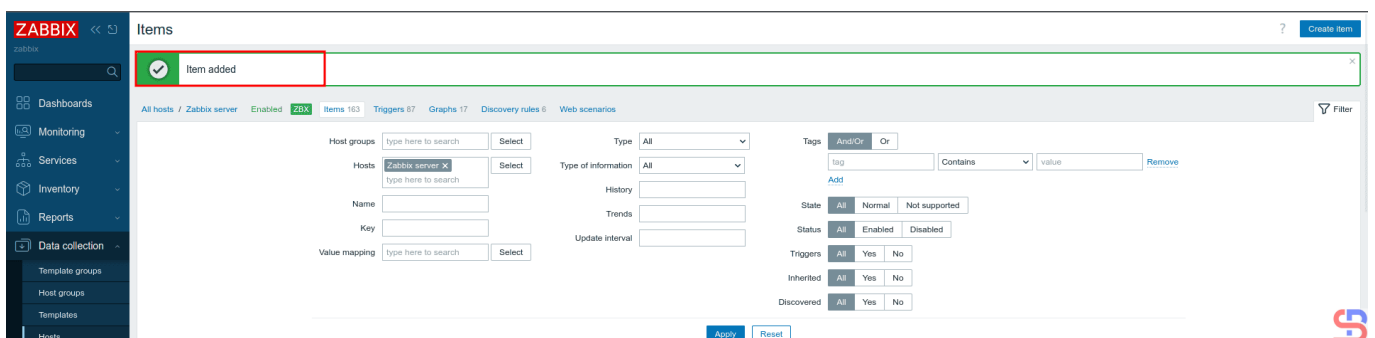 ZABBIX
zabbix
Dashboards
Monitoring
Services
Inventory
Reports
Data collection
Template groups
Host groups
Templates
Hosts
Items
? Create item
Item added
All hosts / Zabbix server Enabled ZBX Items 163 Triggers 87 Graphs 17 Discovery rules 6 Web scenarios Filter
Host groups type here to search Select
Hosts Zabbix server X Select
type here to search
Name
Key
Value mapping type here to search Select
Type All
Type of information All
History
Trends
Update interval
Tags And/Or Or
tag Contains value Remove
Add
State All Normal Not supported
Status All Enabled Disabled
Triggers All Yes No
Inherited All Yes No
Discovered All Yes No
Apply Reset